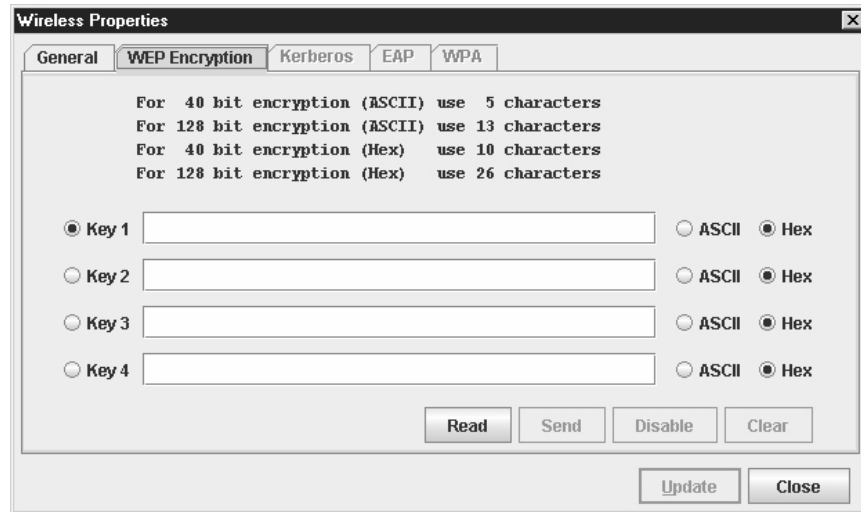 Wireless Properties
General WEP Encryption Kerberos EAP WPA
For 40 bit encryption (ASCII) use 5 characters
For 128 bit encryption (ASCII) use 13 characters
For 40 bit encryption (Hex) use 10 characters
For 128 bit encryption (Hex) use 26 characters
Key 1 ASCII Hex
Key 2 ASCII Hex
Key 3 ASCII Hex
Key 4 ASCII Hex
Read Send Disable Clear
Update Close